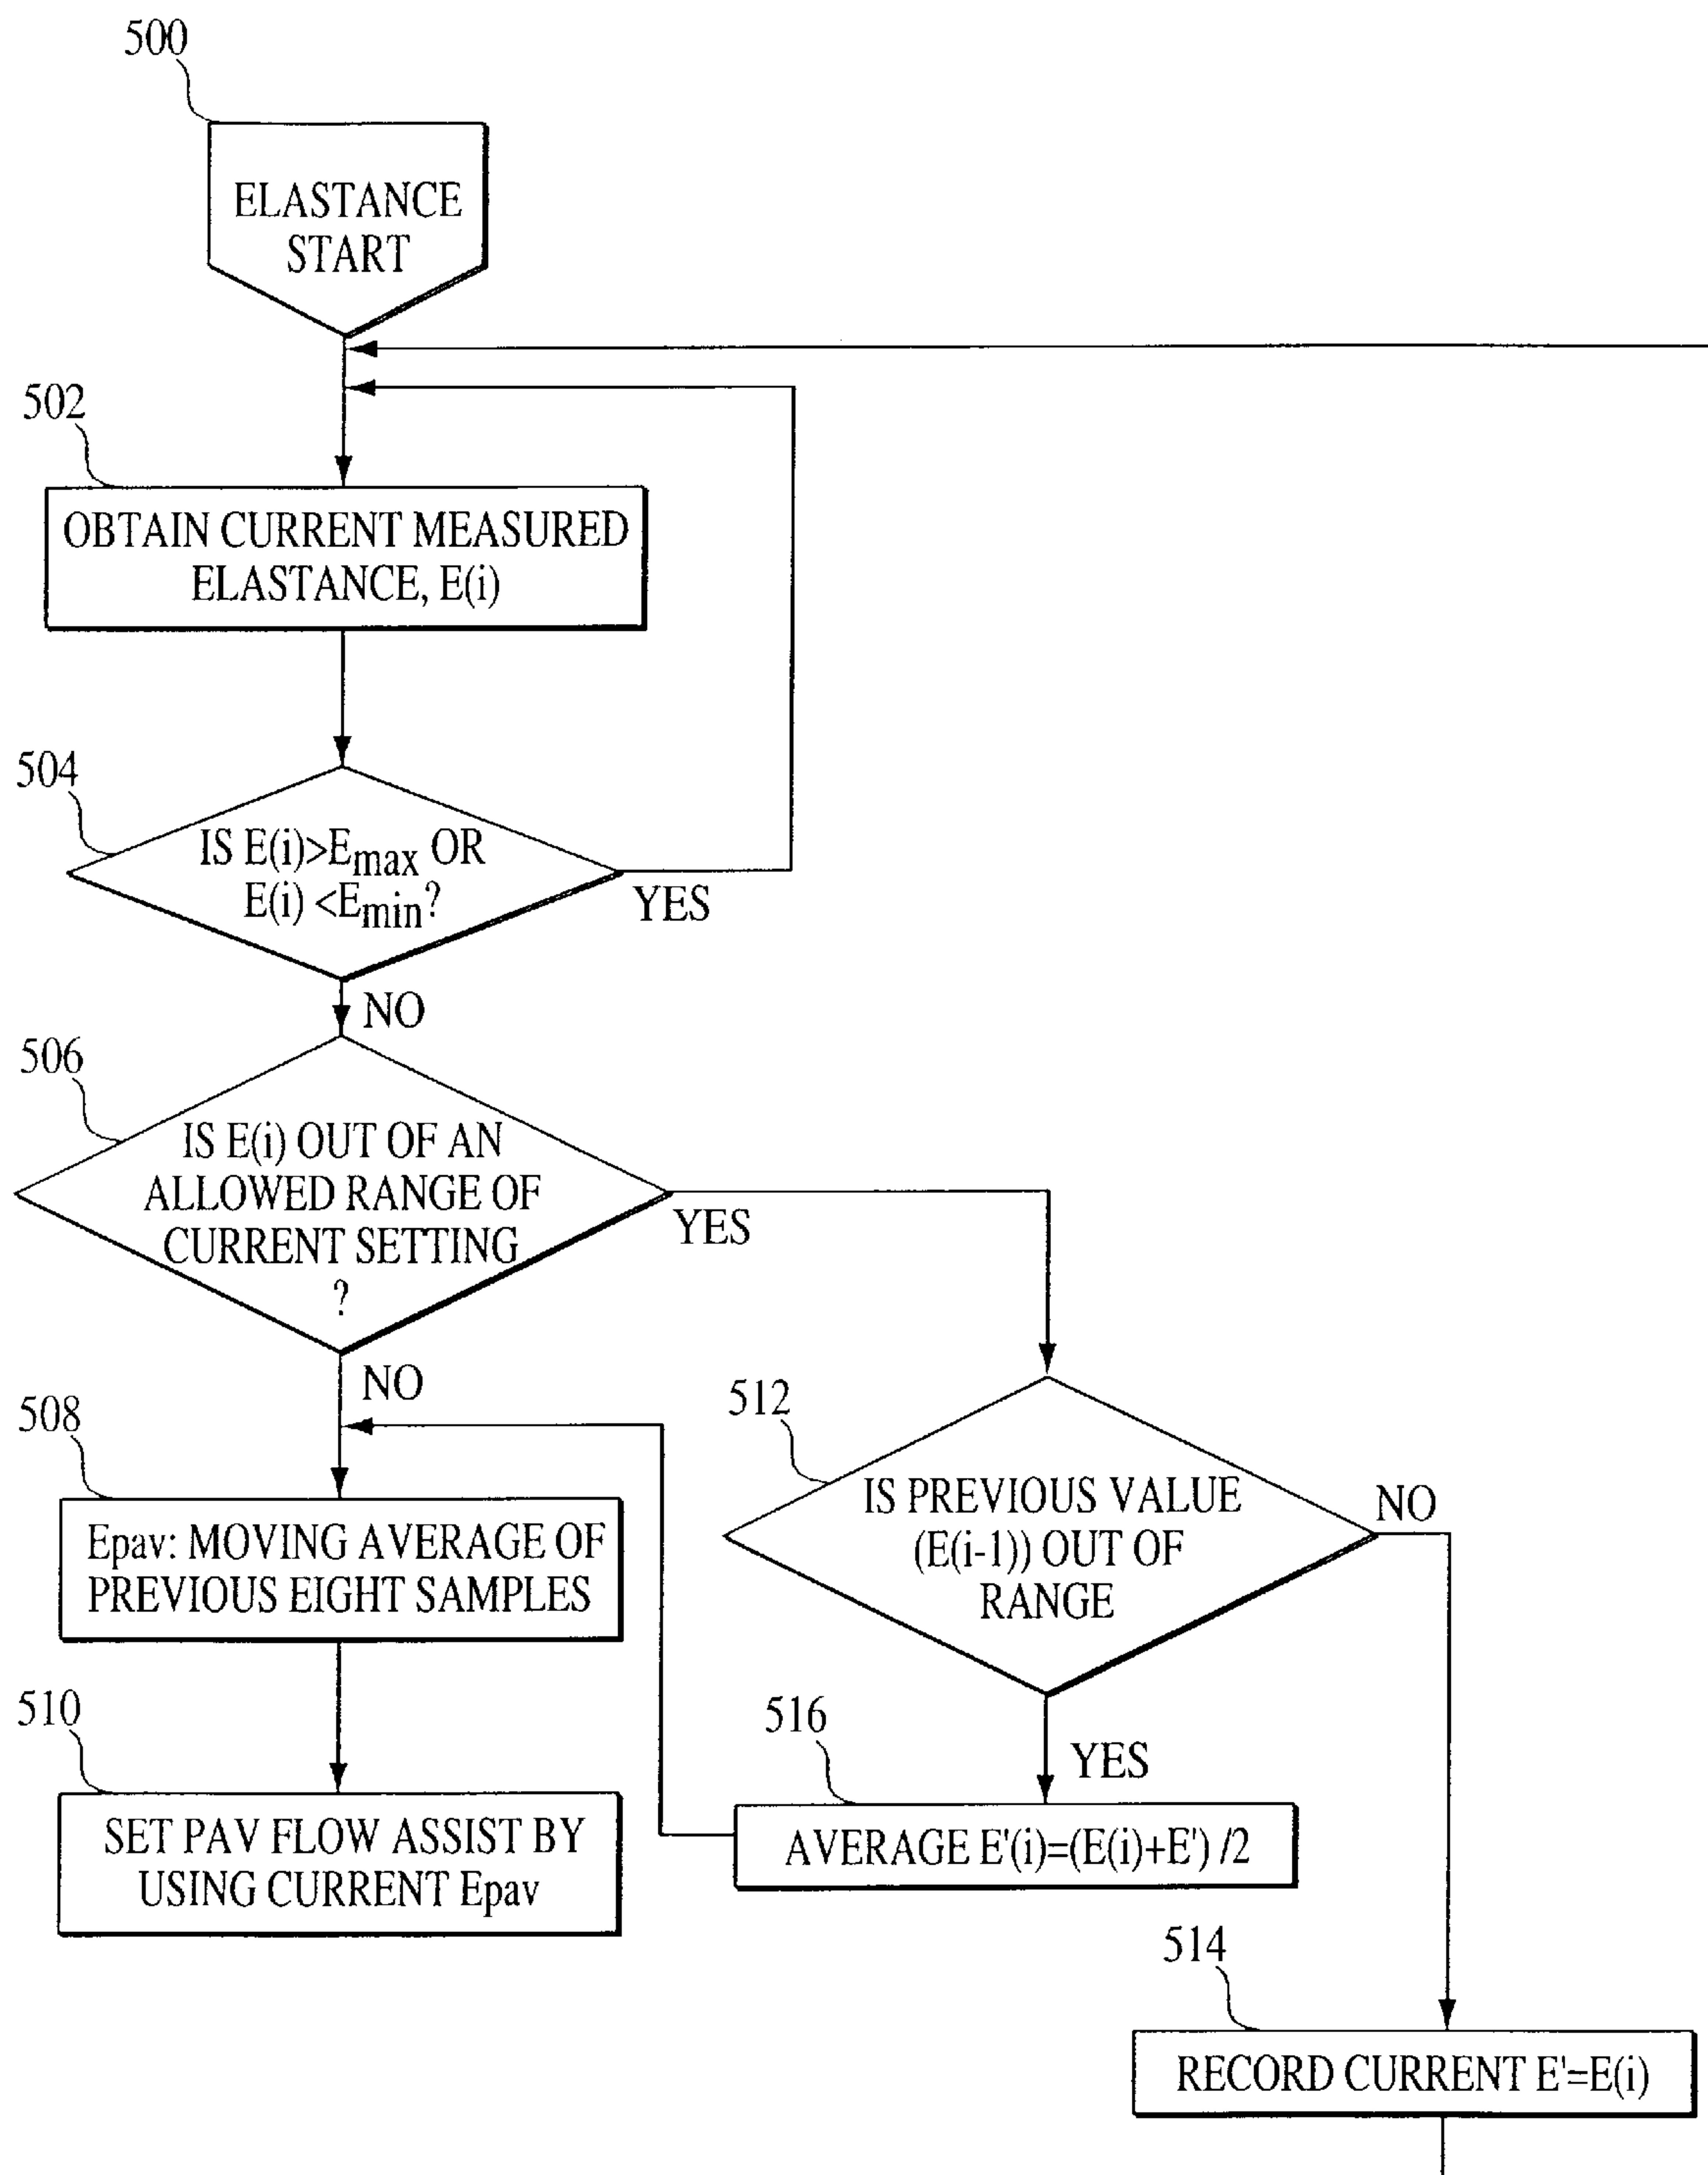 500
ELASTANCE
START
502
OBTAIN CURRENT MEASURED
ELASTANCE, E(i)
504
IS E(i)>Emax OR
E(i) <Emin?
YES
NO
506
IS E(i) OUT OF AN
ALLOWED RANGE OF
CURRENT SETTING
?
YES
NO
508
Epav: MOVING AVERAGE OF
PREVIOUS EIGHT SAMPLES
510
SET PAV FLOW ASSIST BY
USING CURRENT Epav
512
IS PREVIOUS VALUE
(E(i-1)) OUT OF
RANGE
NO
YES
516
AVERAGE E'(i)=(E(i)+E') /2
514
RECORD CURRENT E'=E(i)